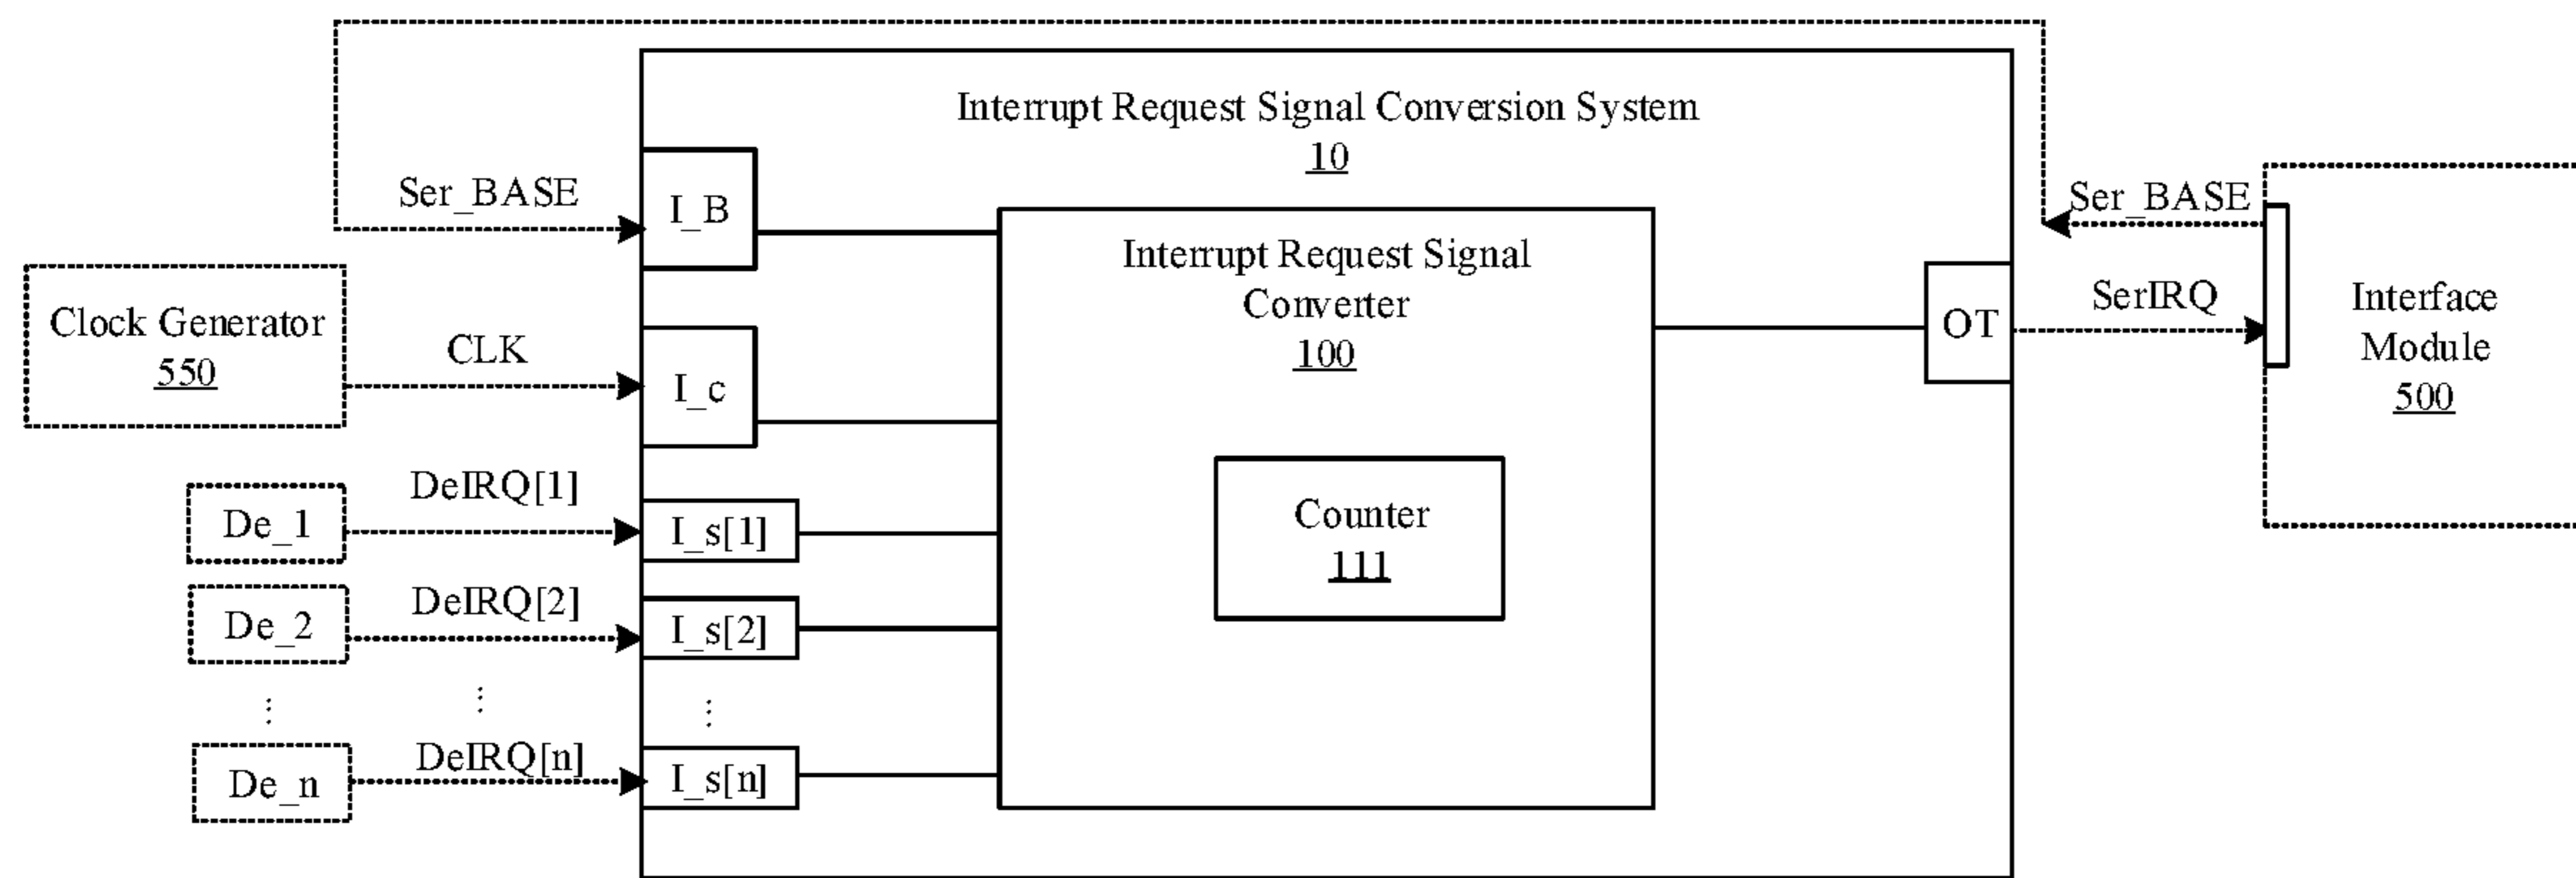 Interrupt Request Signal Conversion System
10
Ser_BASE
I_B
Ser_BASE
Interrupt Request Signal
Converter
100
Clock Generator
550
CLK
I_c
OT
SerIRQ
Interface
Module
500
De_1
DeIRQ[1]
I_s[1]
Counter
111
De_2
DeIRQ[2]
I_s[2]
⋮
⋮
⋮
De_n
DeIRQ[n]
I_s[n]